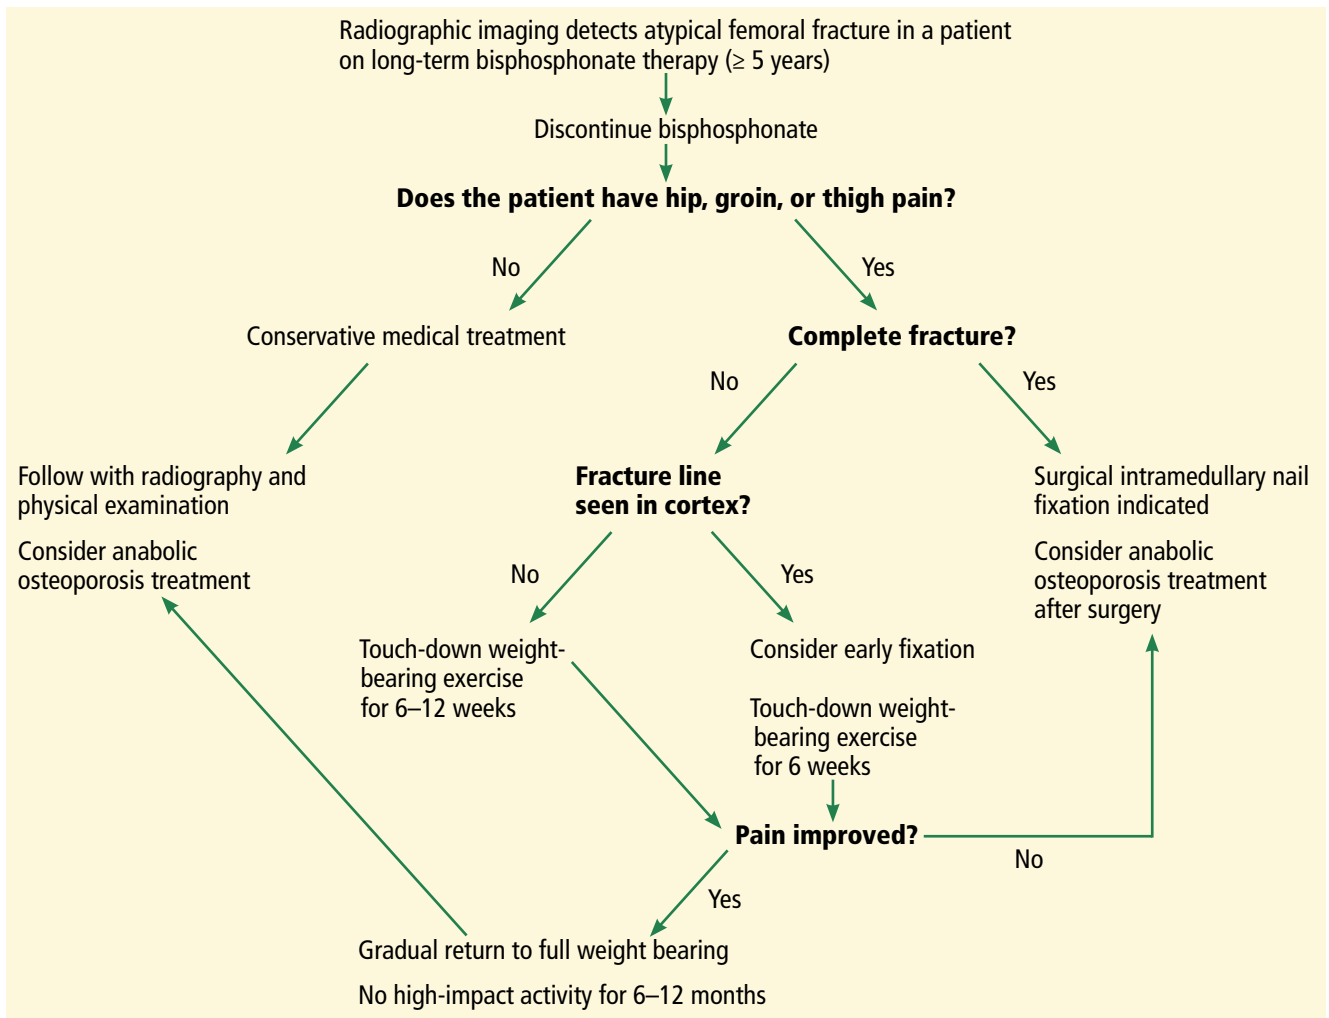 Radiographic imaging detects atypical femoral fracture in a patient
on long-term bisphosphonate therapy (≥ 5 years)
Discontinue bisphosphonate
Does the patient have hip, groin, or thigh pain?
No
Yes
Conservative medical treatment
Complete fracture?
No
Yes
Follow with radiography and
physical examination
Consider anabolic
osteoporosis treatment
Fracture line
seen in cortex?
Surgical intramedullary nail
fixation indicated
Consider anabolic
osteoporosis treatment
after surgery
No
Yes
Touch-down weight-
bearing exercise
for 6–12 weeks
Consider early fixation
Touch-down weight-
bearing exercise
for 6 weeks
Pain improved?
No
Yes
Gradual return to full weight bearing
No high-impact activity for 6–12 months